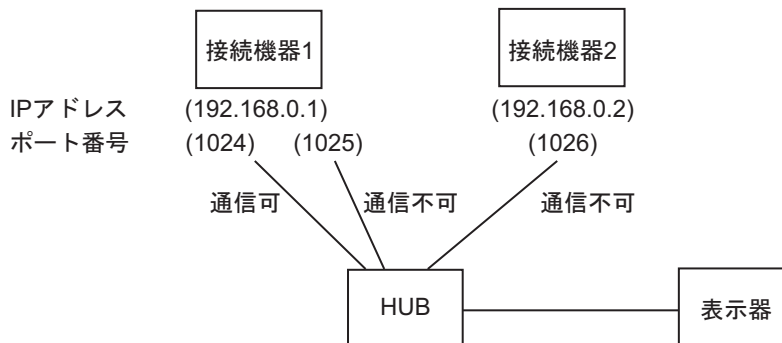 接続機器1
接続機器2
IPアドレス (192.168.0.1) (192.168.0.2)
ポート番号 (1024) (1025) (1026)
通信可 通信不可 通信不可
HUB
表示器